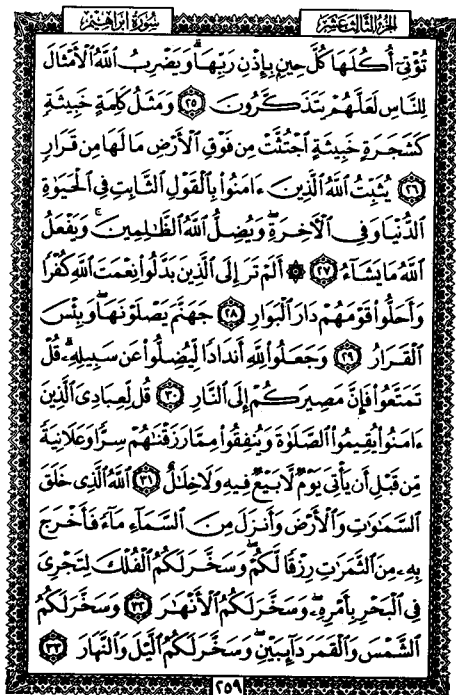 سُورَةُ إِبۡرَاهِيمَ
الجزء الثالث عشر
تُؤۡتِيٓ أُكُلَهَا كُلَّ حِينِۭ بِإِذۡنِ رَبِّهَاۗ وَيَضۡرِبُ ٱللَّهُ ٱلۡأَمۡثَالَ
لِلنَّاسِ لَعَلَّهُمۡ يَتَذَكَّرُونَ ٢٥ وَمَثَلُ كَلِمَةٍ خَبِيثَةٖ
كَشَجَرَةٍ خَبِيثَةٍ ٱجۡتُثَّتۡ مِن فَوۡقِ ٱلۡأَرۡضِ مَا لَهَا مِن قَرَارٖ
٢٦ يُثَبِّتُ ٱللَّهُ ٱلَّذِينَ ءَامَنُواْ بِٱلۡقَوۡلِ ٱلثَّابِتِ فِي ٱلۡحَيَوٰةِ
ٱلدُّنۡيَا وَفِي ٱلۡأٓخِرَةِۖ وَيُضِلُّ ٱللَّهُ ٱلظَّٰلِمِينَۚ وَيَفۡعَلُ
ٱللَّهُ مَا يَشَآءُ ٢٧ ۞ أَلَمۡ تَرَ إِلَى ٱلَّذِينَ بَدَّلُواْ نِعۡمَتَ ٱللَّهِ كُفۡرٗا
وَأَحَلُّواْ قَوۡمَهُمۡ دَارَ ٱلۡبَوَارِ ٢٨ جَهَنَّمَ يَصۡلَوۡنَهَاۖ وَبِئۡسَ
ٱلۡقَرَارُ ٢٩ وَجَعَلُواْ لِلَّهِ أَندَادٗا لِّيُضِلُّواْ عَن سَبِيلِهِۦۗ قُلۡ
تَمَتَّعُواْ فَإِنَّ مَصِيرَكُمۡ إِلَى ٱلنَّارِ ٣٠ قُل لِّعِبَادِيَ ٱلَّذِينَ
ءَامَنُواْ يُقِيمُواْ ٱلصَّلَوٰةَ وَيُنفِقُواْ مِمَّا رَزَقۡنَٰهُمۡ سِرّٗا وَعَلَانِيَةٗ
مِّن قَبۡلِ أَن يَأۡتِيَ يَوۡمٞ لَّا بَيۡعٞ فِيهِ وَلَا خِلَٰلٌ ٣١ ٱللَّهُ ٱلَّذِي خَلَقَ
ٱلسَّمَٰوَٰتِ وَٱلۡأَرۡضَ وَأَنزَلَ مِنَ ٱلسَّمَآءِ مَآءٗ فَأَخۡرَجَ
بِهِۦ مِنَ ٱلثَّمَرَٰتِ رِزۡقٗا لَّكُمۡۖ وَسَخَّرَ لَكُمُ ٱلۡفُلۡكَ لِتَجۡرِيَ
فِي ٱلۡبَحۡرِ بِأَمۡرِهِۦۖ وَسَخَّرَ لَكُمُ ٱلۡأَنۡهَٰرَ ٣٢ وَسَخَّرَ لَكُمُ
ٱلشَّمۡسَ وَٱلۡقَمَرَ دَآئِبَيۡنِۖ وَسَخَّرَ لَكُمُ ٱلَّيۡلَ وَٱلنَّهَارَ ٣٣
٢٥٩